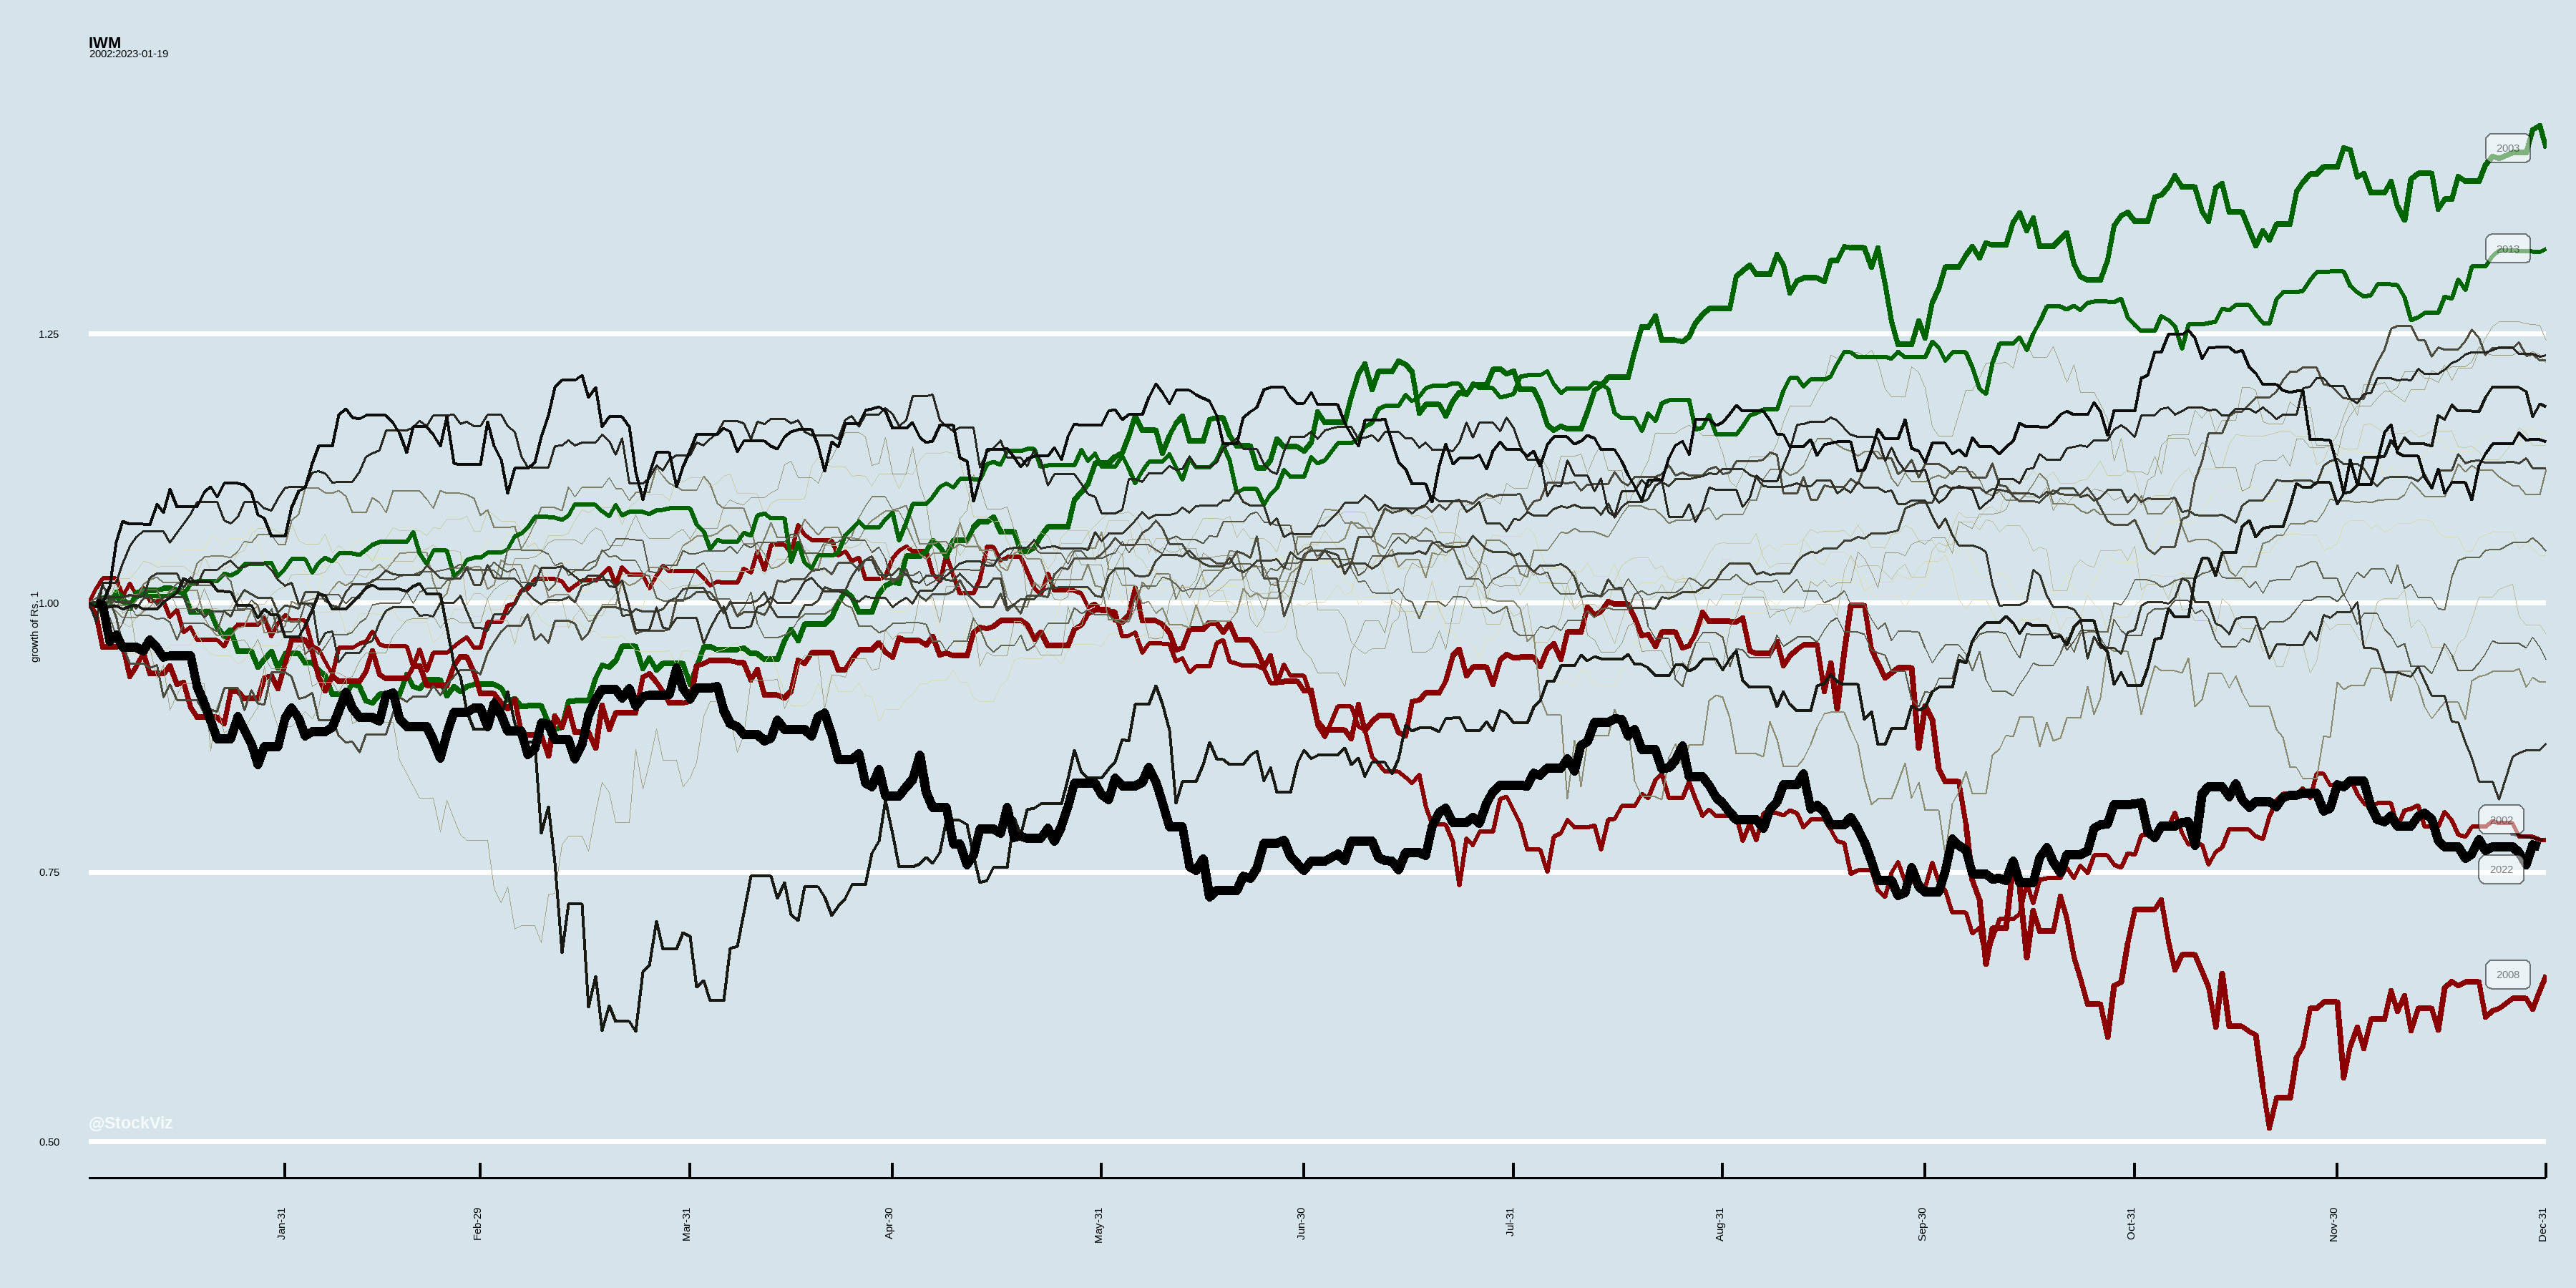 IWM
2002:2023-01-19
2003
2013
1.25
growth of Rs. 1
1.00
2002
0.75
2022
2008
@StockViz
0.50
Jan-31
Feb-29
Mar-31
Apr-30
May-31
Jun-30
Jul-31
Aug-31
Sep-30
Oct-31
Nov-30
Dec-31